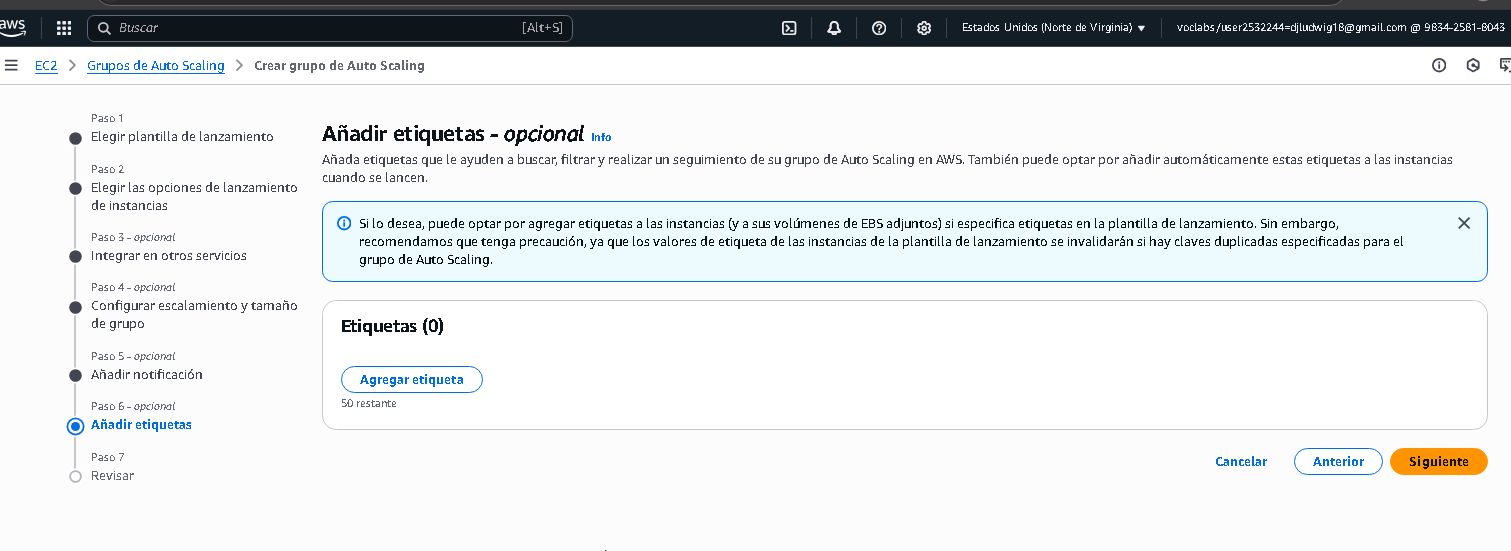 aws
Buscar [Alt+S]
Estados Unidos (Norte de Virginia) ▼
voclabs/user2532244=djludwig18@gmail.com @ 9834-2581-8043
EC2 > Grupos de Auto Scaling > Crear grupo de Auto Scaling
Paso 1
Elegir plantilla de lanzamiento
Paso 2
Elegir las opciones de lanzamiento
de instancias
Paso 3 - opcional
Integrar en otros servicios
Paso 4 - opcional
Configurar escalamiento y tamaño
de grupo
Paso 5 - opcional
Añadir notificación
Paso 6 - opcional
Añadir etiquetas
Paso 7
Revisar
Añadir etiquetas - opcional Info
Añada etiquetas que le ayuden a buscar, filtrar y realizar un seguimiento de su grupo de Auto Scaling en AWS. También puede optar por añadir automáticamente estas etiquetas a las instancias
cuando se lancen.
Si lo desea, puede optar por agregar etiquetas a las instancias (y a sus volúmenes de EBS adjuntos) si especifica etiquetas en la plantilla de lanzamiento. Sin embargo,
recomendamos que tenga precaución, ya que los valores de etiqueta de las instancias de la plantilla de lanzamiento se invalidarán si hay claves duplicadas especificadas para el
grupo de Auto Scaling.
Etiquetas (0)
Agregar etiqueta
50 restante
Cancelar
Anterior
Siguiente